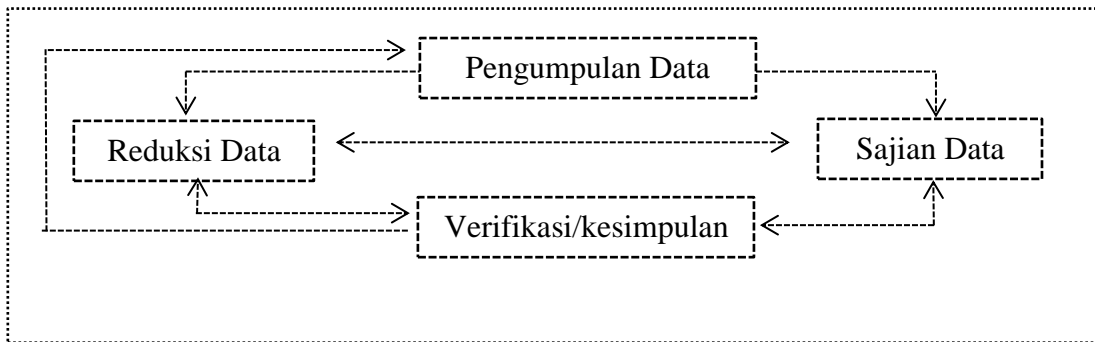 Pengumpulan Data
Reduksi Data
Sajian Data
Verifikasi/kesimpulan